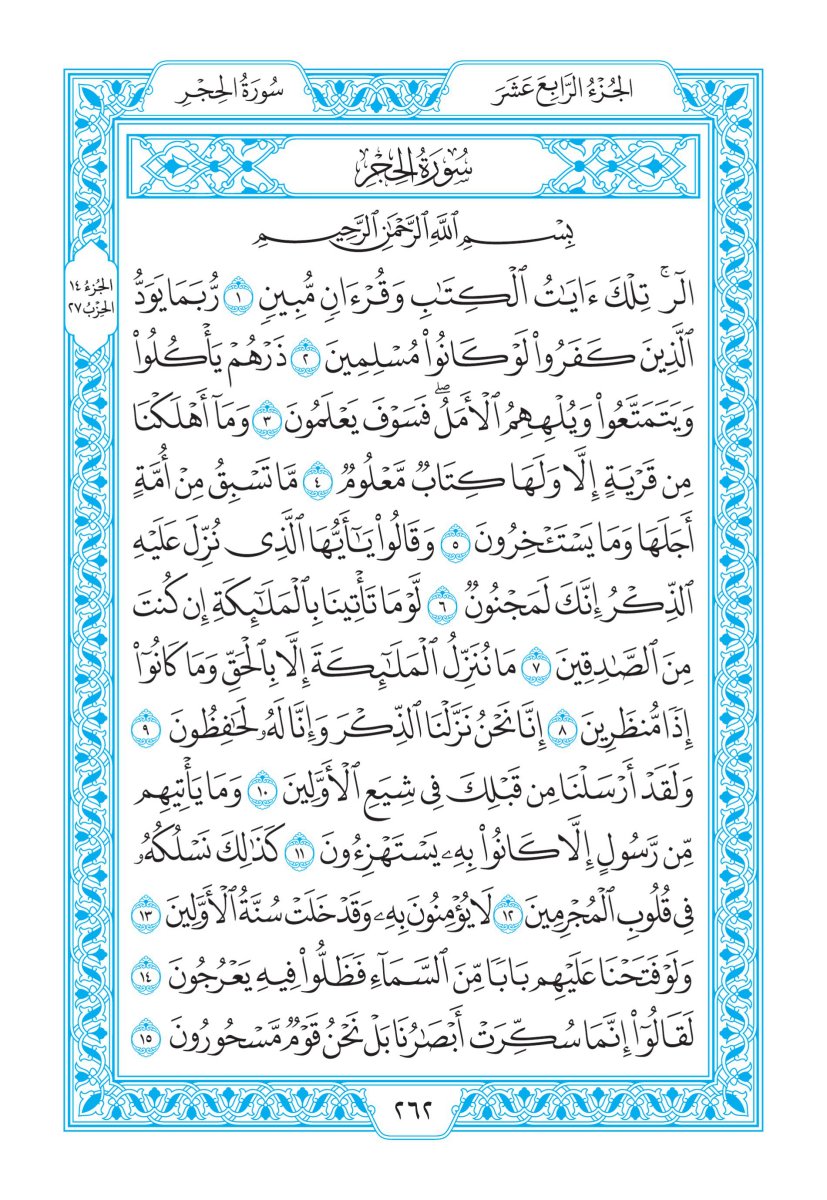 الجُزْءُ الرَّابِعَ عَشَرَ
سُورَةُ الحِجْرِ
سُورَةُ الحِجْرِ
بِسْمِ ٱللَّهِ ٱلرَّحْمَٰنِ ٱلرَّحِيمِ
الجُزءُ ١٤
الحِزْبُ ٢٧
الٓرۚ تِلْكَ ءَايَٰتُ ٱلْكِتَٰبِ وَقُرْءَانٍ مُّبِينٍ ١ رُّبَمَا يَوَدُّ
ٱلَّذِينَ كَفَرُوا۟ لَوْ كَانُوا۟ مُسْلِمِينَ ٢ ذَرْهُمْ يَأْكُلُوا۟
وَيَتَمَتَّعُوا۟ وَيُلْهِهِمُ ٱلْأَمَلُۖ فَسَوْفَ يَعْلَمُونَ ٣ وَمَآ أَهْلَكْنَا
مِن قَرْيَةٍ إِلَّا وَلَهَا كِتَابٌ مَّعْلُومٌ ٤ مَّا تَسْبِقُ مِنْ أُمَّةٍ
أَجَلَهَا وَمَا يَسْتَـْٔخِرُونَ ٥ وَقَالُوا۟ يَٰٓأَيُّهَا ٱلَّذِى نُزِّلَ عَلَيْهِ
ٱلذِّكْرُ إِنَّكَ لَمَجْنُونٌ ٦ لَّوْ مَا تَأْتِينَا بِٱلْمَلَٰٓئِكَةِ إِن كُنتَ
مِنَ ٱلصَّٰدِقِينَ ٧ مَا نُنَزِّلُ ٱلْمَلَٰٓئِكَةَ إِلَّا بِٱلْحَقِّ وَمَا كَانُوٓا۟
إِذًا مُّنظَرِينَ ٨ إِنَّا نَحْنُ نَزَّلْنَا ٱلذِّكْرَ وَإِنَّا لَهُۥ لَحَٰفِظُونَ ٩
وَلَقَدْ أَرْسَلْنَا مِن قَبْلِكَ فِى شِيَعِ ٱلْأَوَّلِينَ ١٠ وَمَا يَأْتِيهِم
مِّن رَّسُولٍ إِلَّا كَانُوا۟ بِهِۦ يَسْتَهْزِءُونَ ١١ كَذَٰلِكَ نَسْلُكُهُۥ
فِى قُلُوبِ ٱلْمُجْرِمِينَ ١٢ لَا يُؤْمِنُونَ بِهِۦ وَقَدْ خَلَتْ سُنَّةُ ٱلْأَوَّلِينَ ١٣
وَلَوْ فَتَحْنَا عَلَيْهِم بَابًا مِّنَ ٱلسَّمَآءِ فَظَلُّوا۟ فِيهِ يَعْرُجُونَ ١٤
لَقَالُوٓا۟ إِنَّمَا سُكِّرَتْ أَبْصَٰرُنَا بَلْ نَحْنُ قَوْمٌ مَّسْحُورُونَ ١٥
٢٦٢